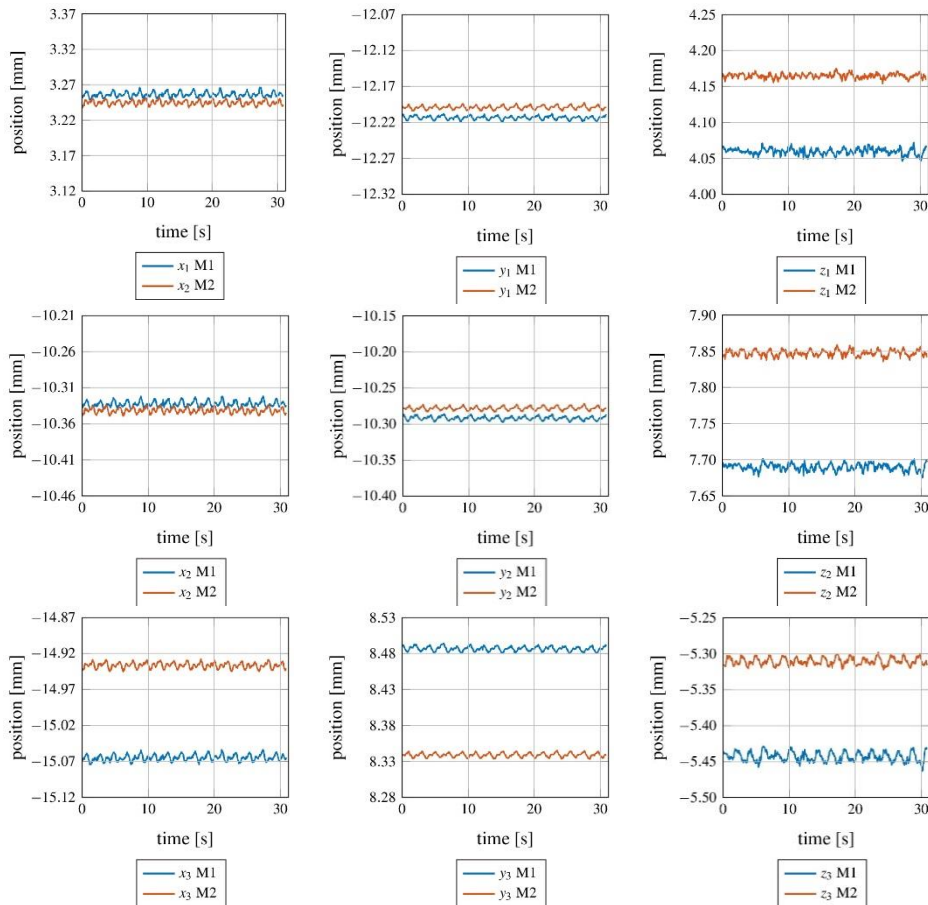 3.37
3.32
3.27
3.22
3.17
3.12
position [mm]
0 10 20 30
time [s]
x₁ M1
x₂ M2
−12.07
−12.12
−12.17
−12.22
−12.27
−12.32
position [mm]
0 10 20 30
time [s]
y₁ M1
y₁ M2
4.25
4.20
4.15
4.10
4.05
4.00
position [mm]
0 10 20 30
time [s]
z₁ M1
z₁ M2
−10.21
−10.26
−10.31
−10.36
−10.41
−10.46
position [mm]
0 10 20 30
time [s]
x₂ M1
x₂ M2
−10.15
−10.20
−10.25
−10.30
−10.35
−10.40
position [mm]
0 10 20 30
time [s]
y₂ M1
y₂ M2
7.90
7.85
7.80
7.75
7.70
7.65
position [mm]
0 10 20 30
time [s]
z₂ M1
z₂ M2
−14.87
−14.92
−14.97
−15.02
−15.07
−15.12
position [mm]
0 10 20 30
time [s]
x₃ M1
x₃ M2
8.53
8.48
8.43
8.38
8.33
8.28
position [mm]
0 10 20 30
time [s]
y₃ M1
y₃ M2
−5.25
−5.30
−5.35
−5.40
−5.45
−5.50
position [mm]
0 10 20 30
time [s]
z₃ M1
z₃ M2